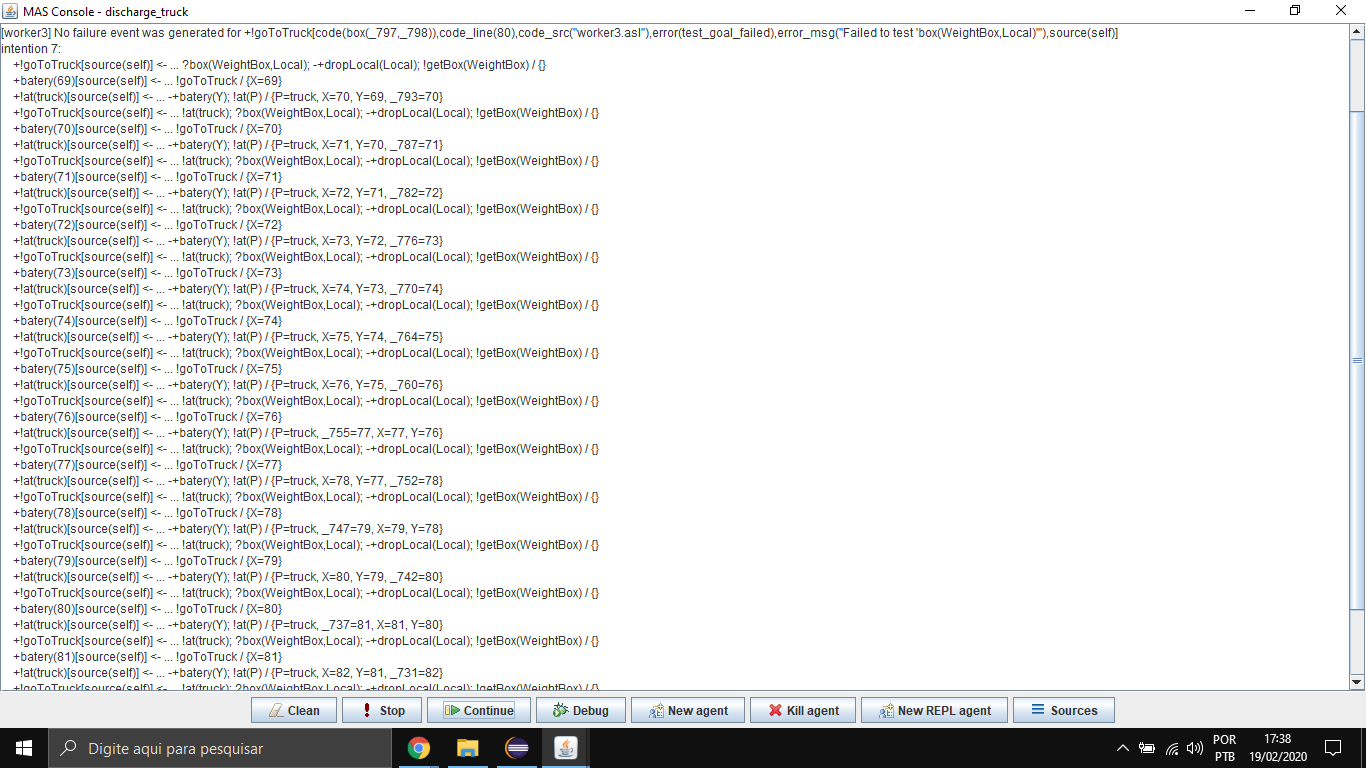 MAS Console - discharge_truck
[worker3] No failure event was generated for +!goToTruck[code(box(_797,_798)),code_line(80),code_src("worker3.asl"),error(test_goal_failed),error_msg("Failed to test 'box(WeightBox,Local)'"),source(self)]
intention 7:
+!goToTruck[source(self)] <- ... ?box(WeightBox,Local); -+dropLocal(Local); !getBox(WeightBox) / {}
+batery(69)[source(self)] <- ... !goToTruck / {X=69}
+!at(truck)[source(self)] <- ... -+batery(Y); !at(P) / {P=truck, X=70, Y=69, _793=70}
+!goToTruck[source(self)] <- ... !at(truck); ?box(WeightBox,Local); -+dropLocal(Local); !getBox(WeightBox) / {}
+batery(70)[source(self)] <- ... !goToTruck / {X=70}
+!at(truck)[source(self)] <- ... -+batery(Y); !at(P) / {P=truck, X=71, Y=70, _787=71}
+!goToTruck[source(self)] <- ... !at(truck); ?box(WeightBox,Local); -+dropLocal(Local); !getBox(WeightBox) / {}
+batery(71)[source(self)] <- ... !goToTruck / {X=71}
+!at(truck)[source(self)] <- ... -+batery(Y); !at(P) / {P=truck, X=72, Y=71, _782=72}
+!goToTruck[source(self)] <- ... !at(truck); ?box(WeightBox,Local); -+dropLocal(Local); !getBox(WeightBox) / {}
+batery(72)[source(self)] <- ... !goToTruck / {X=72}
+!at(truck)[source(self)] <- ... -+batery(Y); !at(P) / {P=truck, X=73, Y=72, _776=73}
+!goToTruck[source(self)] <- ... !at(truck); ?box(WeightBox,Local); -+dropLocal(Local); !getBox(WeightBox) / {}
+batery(73)[source(self)] <- ... !goToTruck / {X=73}
+!at(truck)[source(self)] <- ... -+batery(Y); !at(P) / {P=truck, X=74, Y=73, _770=74}
+!goToTruck[source(self)] <- ... !at(truck); ?box(WeightBox,Local); -+dropLocal(Local); !getBox(WeightBox) / {}
+batery(74)[source(self)] <- ... !goToTruck / {X=74}
+!at(truck)[source(self)] <- ... -+batery(Y); !at(P) / {P=truck, X=75, Y=74, _764=75}
+!goToTruck[source(self)] <- ... !at(truck); ?box(WeightBox,Local); -+dropLocal(Local); !getBox(WeightBox) / {}
+batery(75)[source(self)] <- ... !goToTruck / {X=75}
+!at(truck)[source(self)] <- ... -+batery(Y); !at(P) / {P=truck, X=76, Y=75, _760=76}
+!goToTruck[source(self)] <- ... !at(truck); ?box(WeightBox,Local); -+dropLocal(Local); !getBox(WeightBox) / {}
+batery(76)[source(self)] <- ... !goToTruck / {X=76}
+!at(truck)[source(self)] <- ... -+batery(Y); !at(P) / {P=truck, _755=77, X=77, Y=76}
+!goToTruck[source(self)] <- ... !at(truck); ?box(WeightBox,Local); -+dropLocal(Local); !getBox(WeightBox) / {}
+batery(77)[source(self)] <- ... !goToTruck / {X=77}
+!at(truck)[source(self)] <- ... -+batery(Y); !at(P) / {P=truck, X=78, Y=77, _752=78}
+!goToTruck[source(self)] <- ... !at(truck); ?box(WeightBox,Local); -+dropLocal(Local); !getBox(WeightBox) / {}
+batery(78)[source(self)] <- ... !goToTruck / {X=78}
+!at(truck)[source(self)] <- ... -+batery(Y); !at(P) / {P=truck, _747=79, X=79, Y=78}
+!goToTruck[source(self)] <- ... !at(truck); ?box(WeightBox,Local); -+dropLocal(Local); !getBox(WeightBox) / {}
+batery(79)[source(self)] <- ... !goToTruck / {X=79}
+!at(truck)[source(self)] <- ... -+batery(Y); !at(P) / {P=truck, X=80, Y=79, _742=80}
+!goToTruck[source(self)] <- ... !at(truck); ?box(WeightBox,Local); -+dropLocal(Local); !getBox(WeightBox) / {}
+batery(80)[source(self)] <- ... !goToTruck / {X=80}
+!at(truck)[source(self)] <- ... -+batery(Y); !at(P) / {P=truck, _737=81, X=81, Y=80}
+!goToTruck[source(self)] <- ... !at(truck); ?box(WeightBox,Local); -+dropLocal(Local); !getBox(WeightBox) / {}
+batery(81)[source(self)] <- ... !goToTruck / {X=81}
+!at(truck)[source(self)] <- ... -+batery(Y); !at(P) / {P=truck, X=82, Y=81, _731=82}
+!goToTruck[source(self)] <- ... !at(truck); ?box(WeightBox,Local); -+dropLocal(Local); !getBox(WeightBox) / {}
Clean Stop Continue Debug New agent Kill agent New REPL agent Sources
Digite aqui para pesquisar
POR 17:38
PTB 19/02/2020